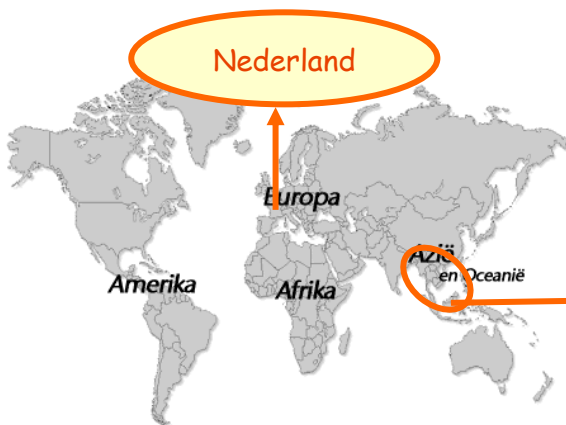 Nederland
Europa
Azië
en Oceanië
Amerika
Afrika